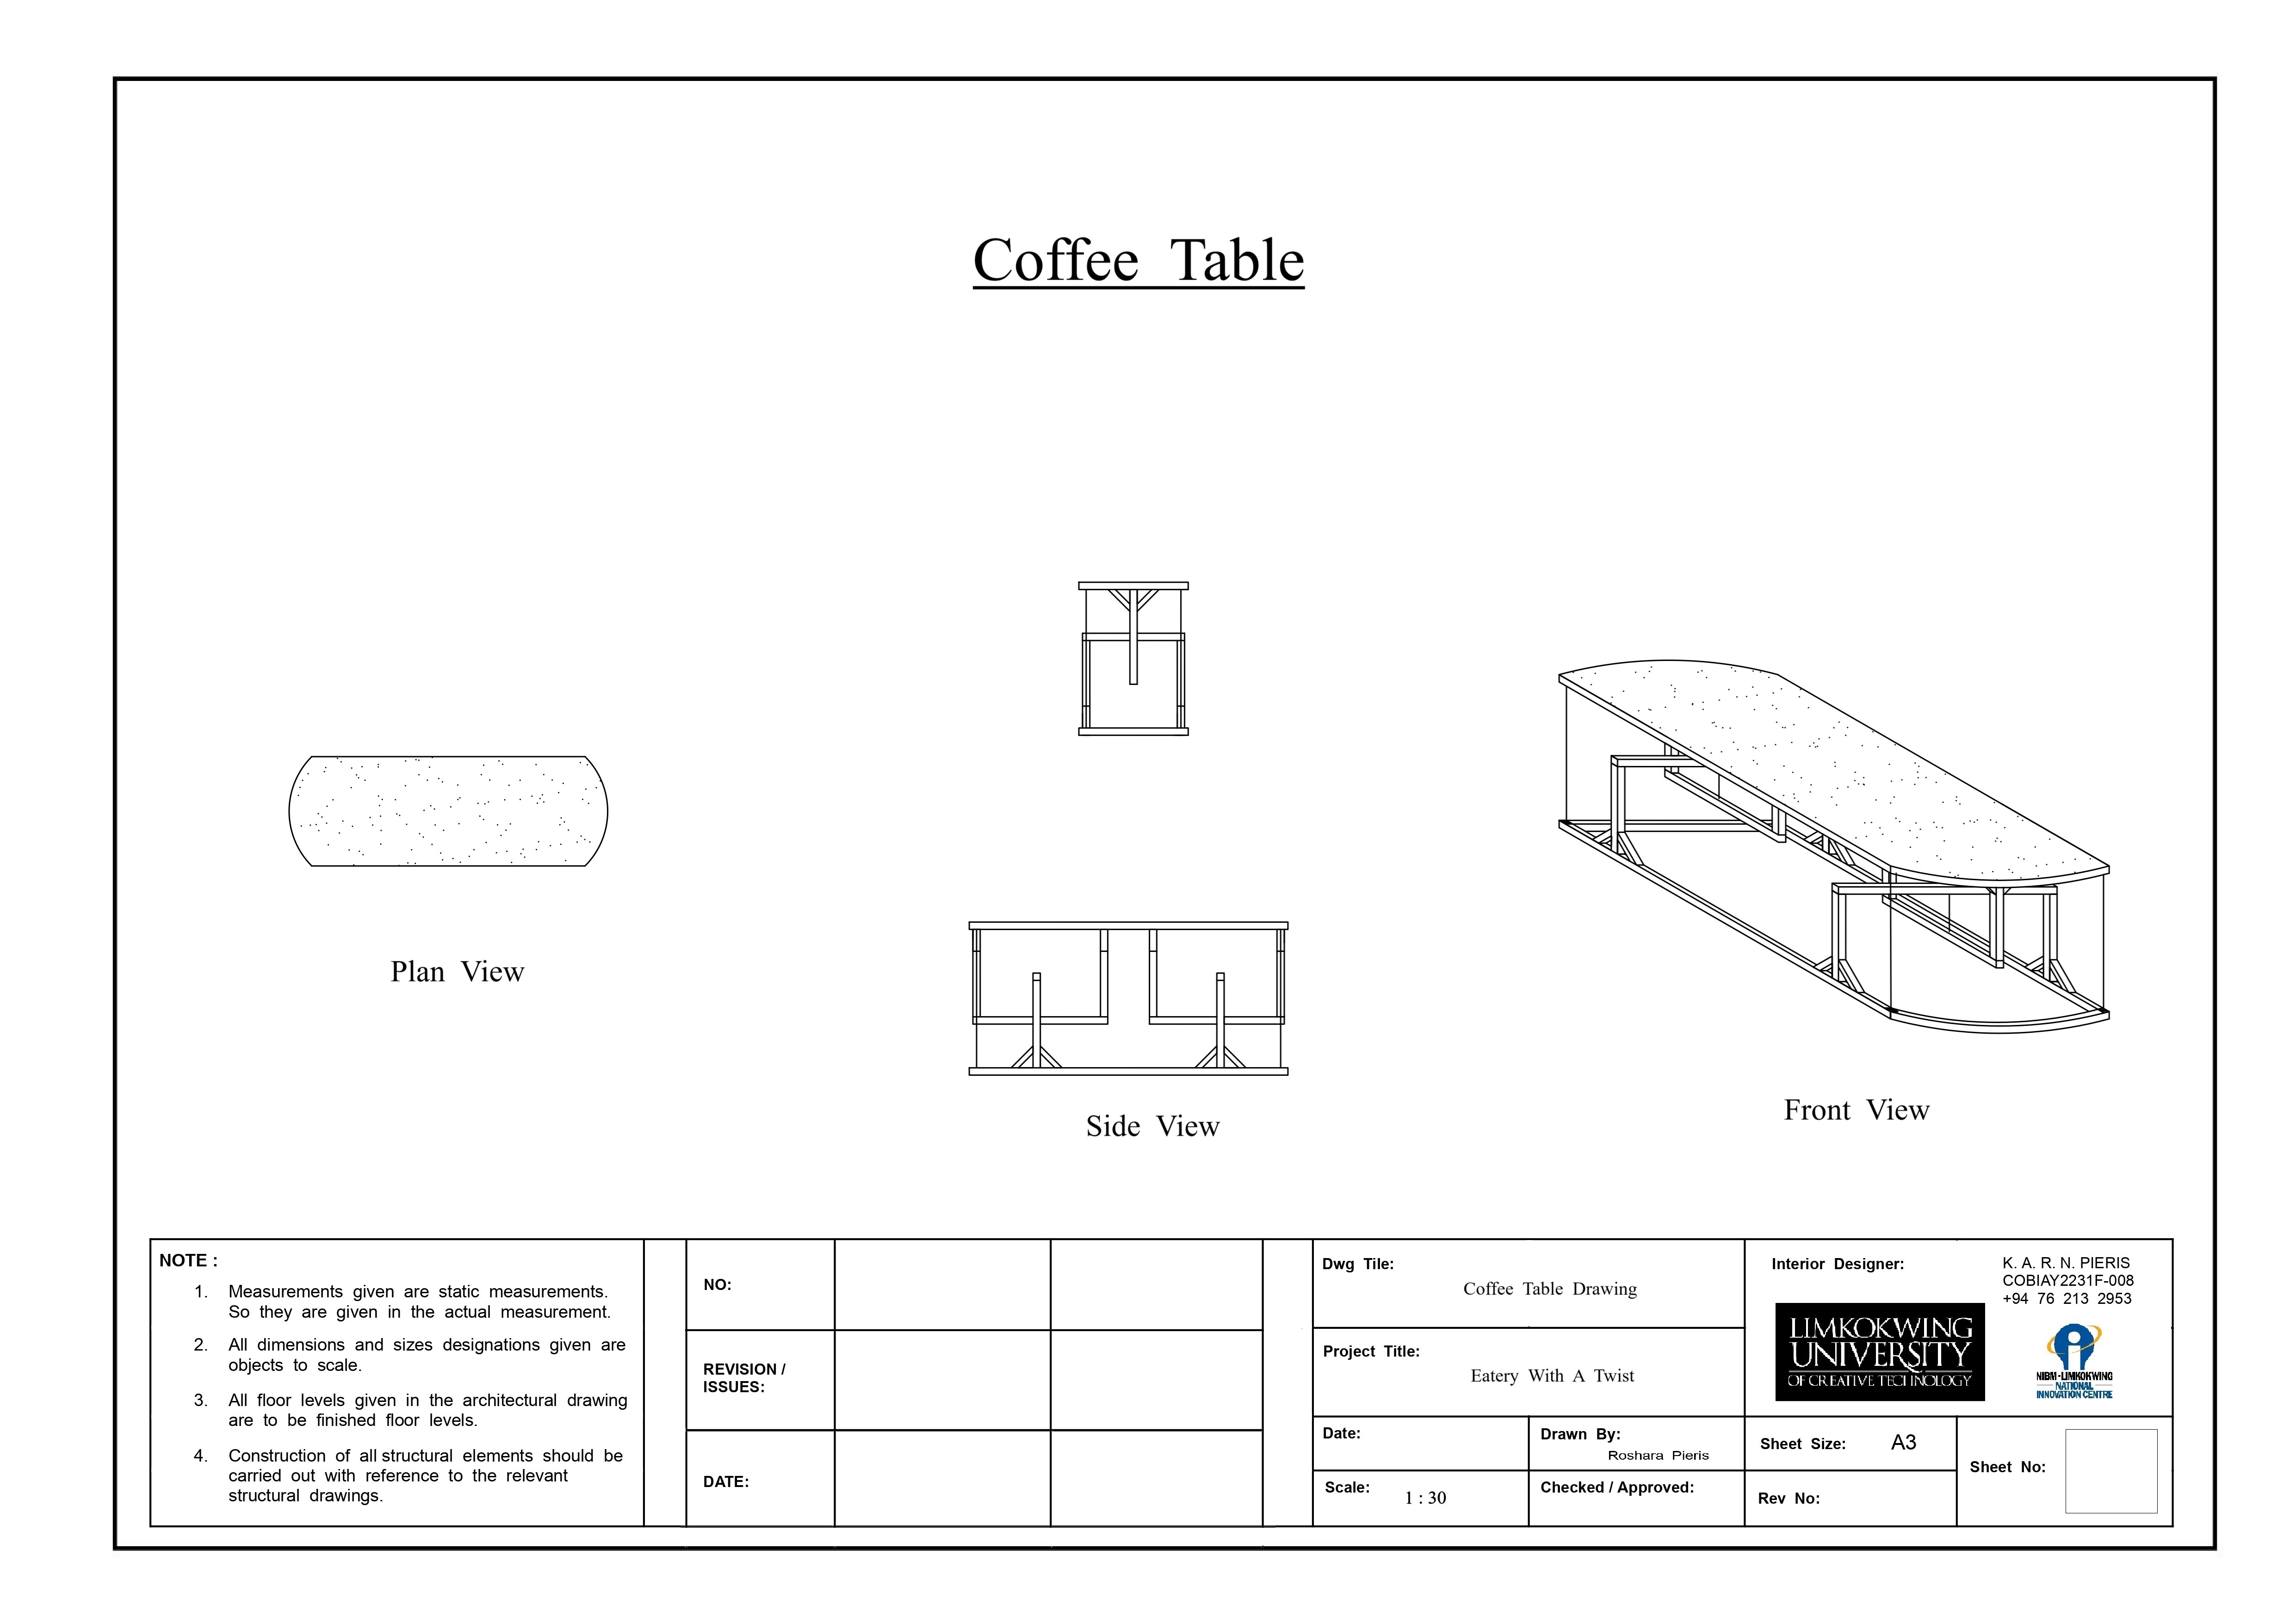 Coffee Table
Plan View
Side View
Front View
NOTE :
1. Measurements given are static measurements.
So they are given in the actual measurement.
2. All dimensions and sizes designations given are
objects to scale.
3. All floor levels given in the architectural drawing
are to be finished floor levels.
4. Construction of all structural elements should be
carried out with reference to the relevant
structural drawings.
NO:
REVISION /
ISSUES:
DATE:
Dwg Tile:
Coffee Table Drawing
Project Title:
Eatery With A Twist
Date:
Drawn By:
Roshara Pieris
Scale:
1 : 30
Checked / Approved:
Interior Designer:
K. A. R. N. PIERIS
COBIAY2231F-008
+94 76 213 2953
LIMKOKWING
UNIVERSITY
OF CREATIVE TECHNOLOGY
NIBM-LIMKOKWING
NATIONAL
INNOVATION CENTRE
Sheet Size: A3
Rev No:
Sheet No: